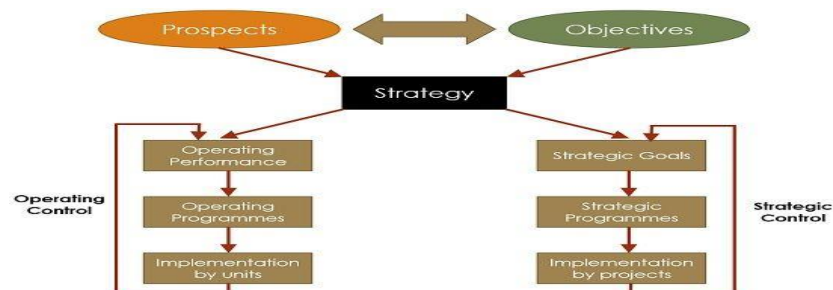 Prospects
Objectives
Strategy
Operating
Performance
Strategic Goals
Operating
Control
Operating
Programmes
Strategic
Programmes
Strategic
Control
Implementation
by units
Implementation
by projects